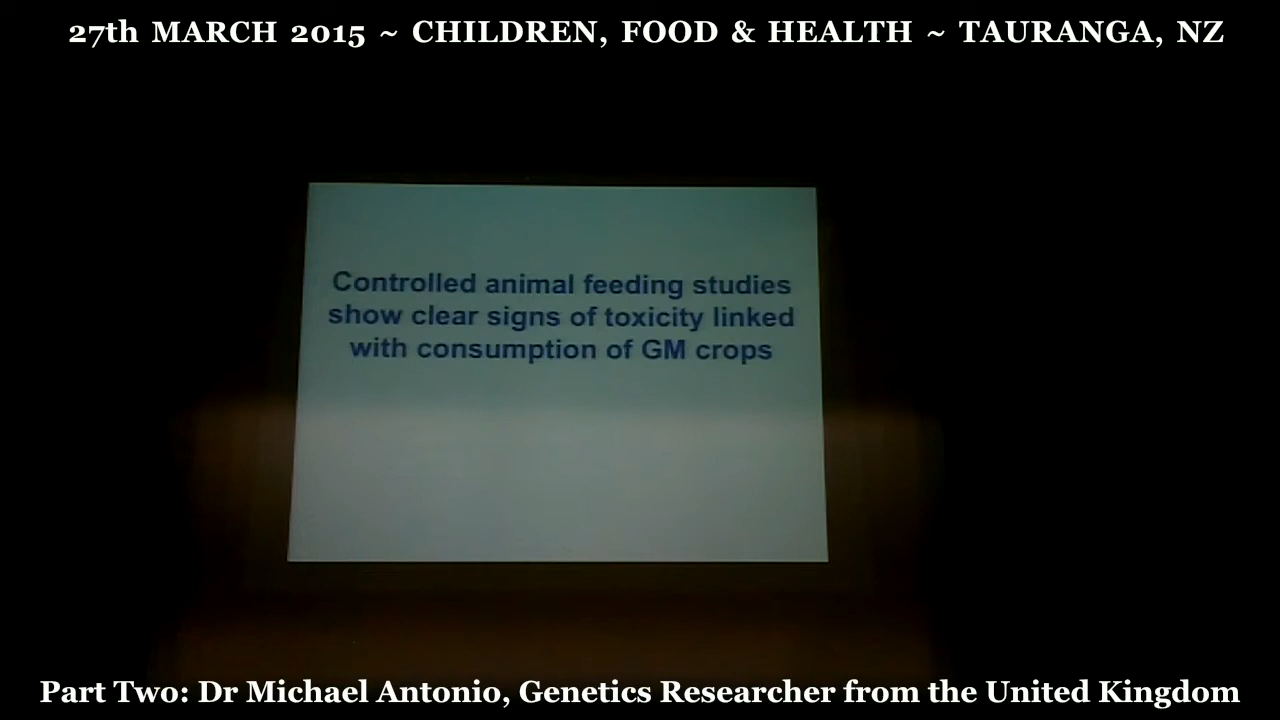 27th MARCH 2015 ~ CHILDREN, FOOD & HEALTH ~ TAURANGA, NZ
Controlled animal feeding studies
show clear signs of toxicity linked
with consumption of GM crops
Part Two: Dr Michael Antonio, Genetics Researcher from the United Kingdom